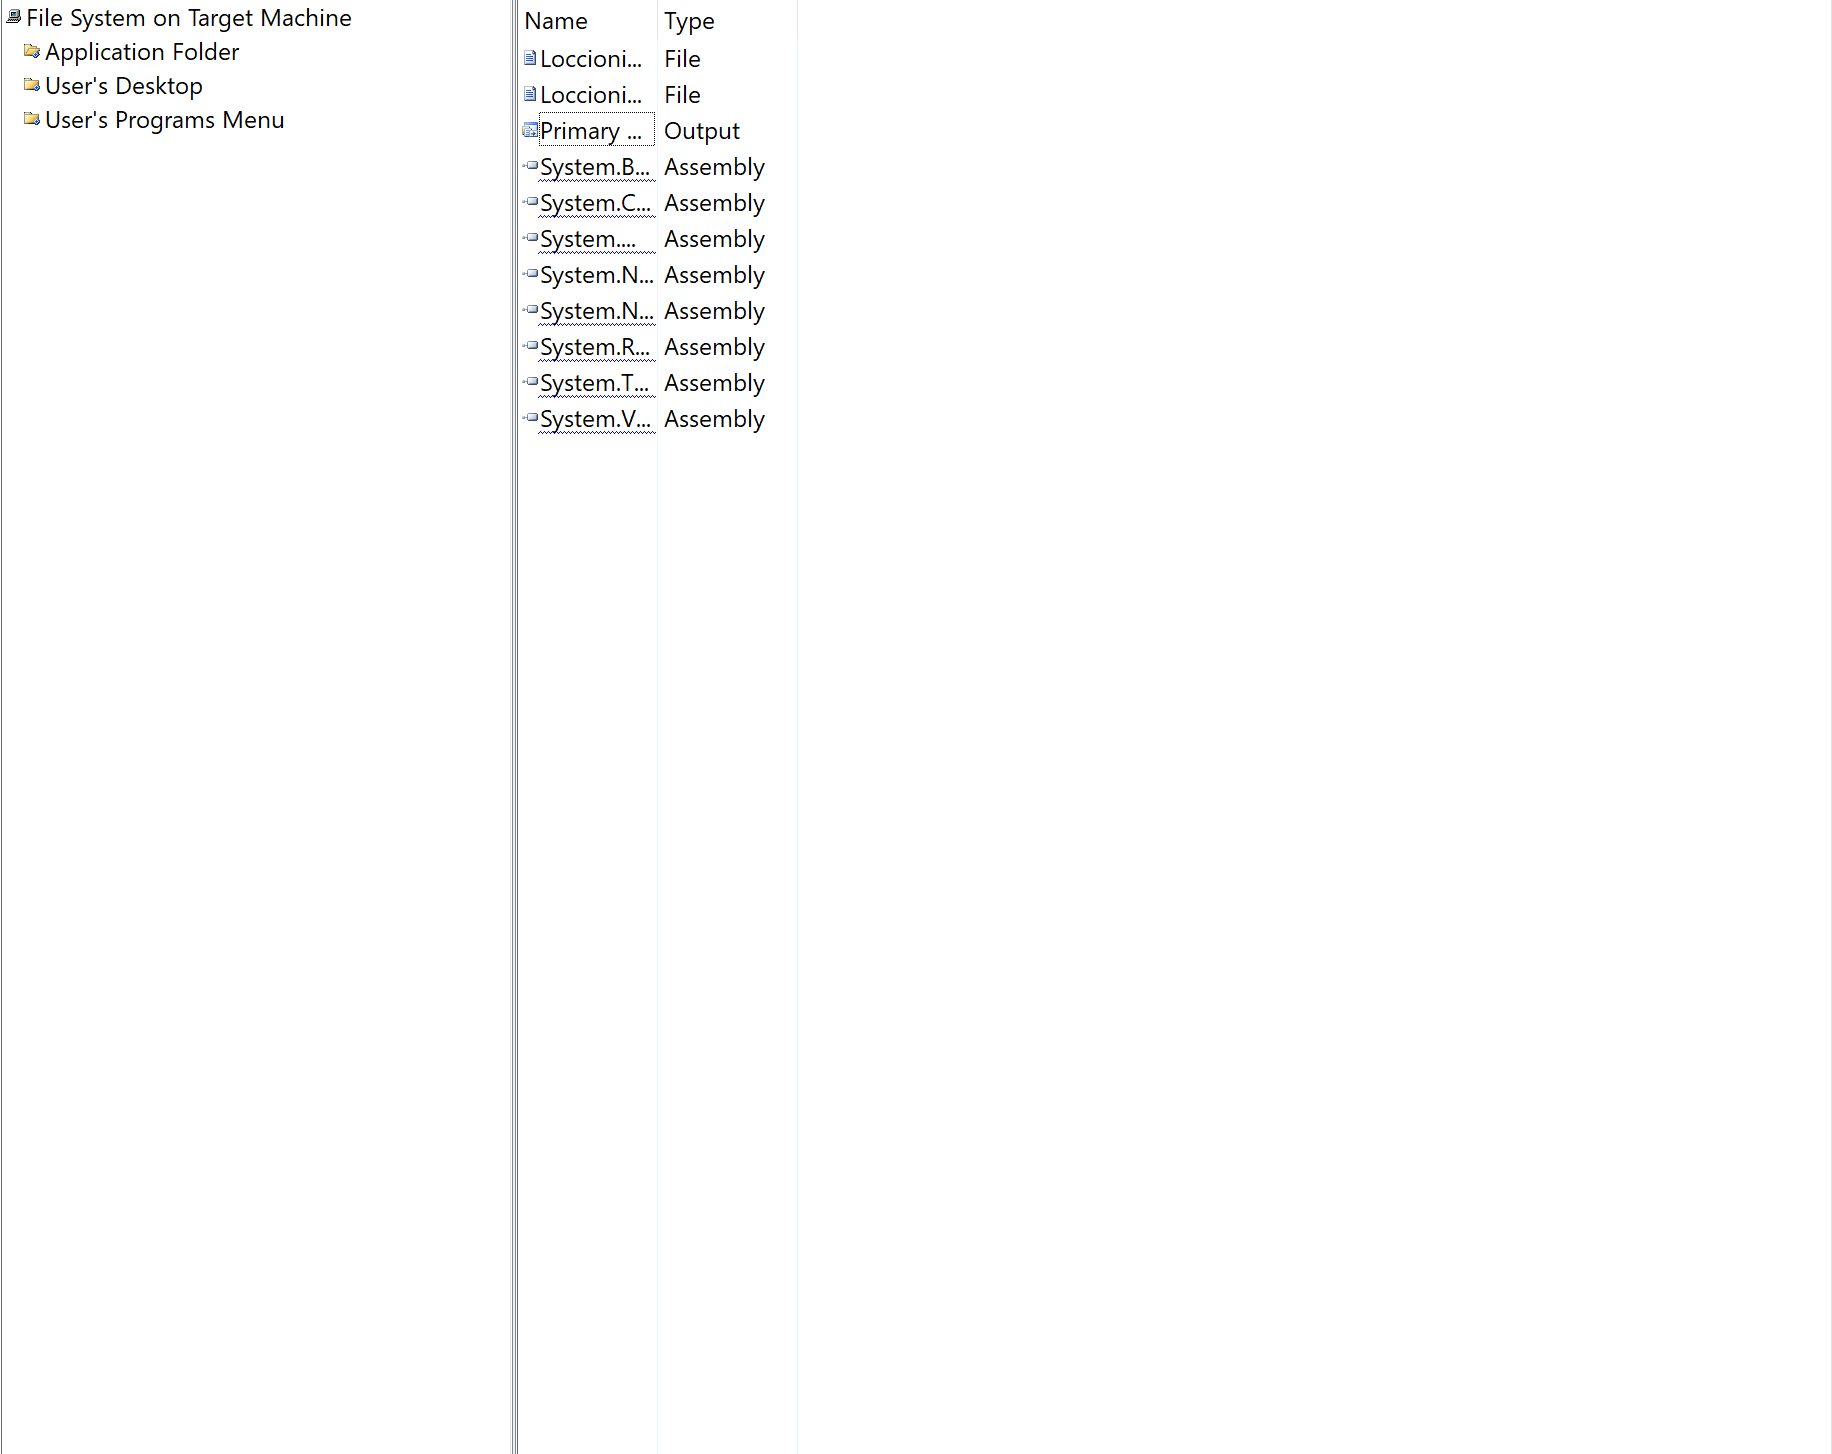 File System on Target Machine
Application Folder
User's Desktop
User's Programs Menu
Name Type
Loccioni... File
Loccioni... File
Primary ... Output
System.B... Assembly
System.C... Assembly
System.... Assembly
System.N... Assembly
System.N... Assembly
System.R... Assembly
System.T... Assembly
System.V... Assembly